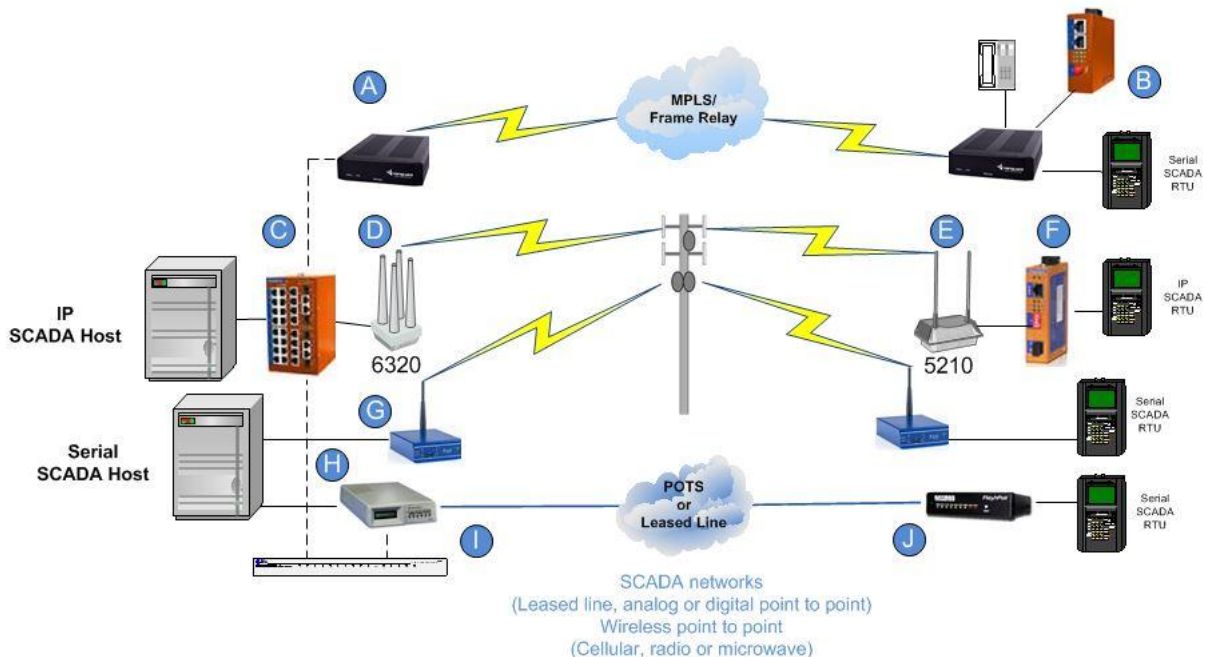 A
MPLS/
Frame Relay
B
Serial
SCADA
RTU
C
D
E
F
IP
SCADA Host
6320
5210
IP
SCADA
RTU
G
Serial
SCADA Host
H
Serial
SCADA
RTU
I
POTS
or
Leased Line
J
Serial
SCADA
RTU
SCADA networks
(Leased line, analog or digital point to point)
Wireless point to point
(Cellular, radio or microwave)